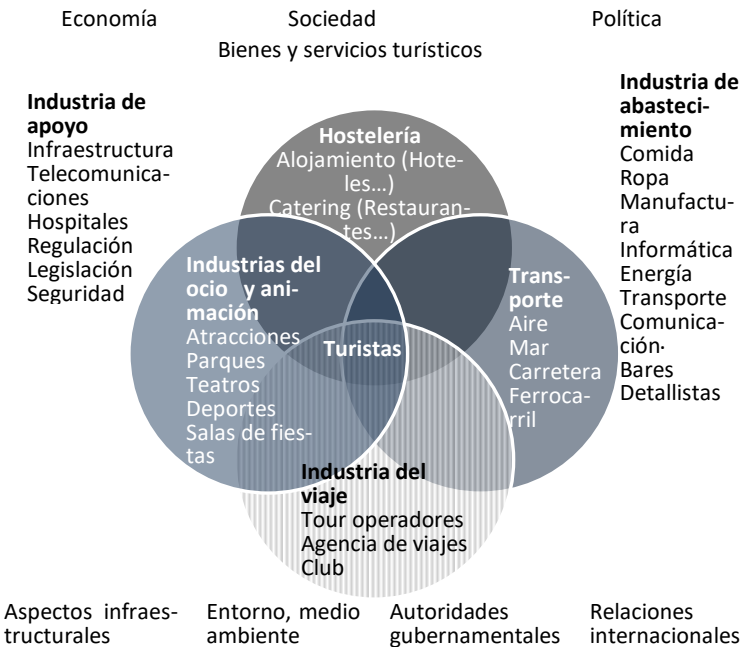 Economía
Sociedad
Política
Bienes y servicios turísticos
Industria de
apoyo
Infraestructura
Telecomunica-
ciones
Hospitales
Regulación
Legislación
Seguridad
Hostelería
Alojamiento (Hote-
les...)
Catering (Restauran-
tes...)
Industria de
abasteci-
miento
Comida
Ropa
Manufactu-
ra
Informática
Energía
Transporte
Comunica-
ción·
Bares
Detallistas
Industrias del
ocio y ani-
mación
Atracciones
Parques
Teatros
Deportes
Salas de fies-
tas
Turistas
Trans-
porte
Aire
Mar
Carretera
Ferroca-
rril
Industria del
viaje
Tour operadores
Agencia de viajes
Club
Aspectos infraes-
tructurales
Entorno, medio
ambiente
Autoridades
gubernamentales
Relaciones
internacionales